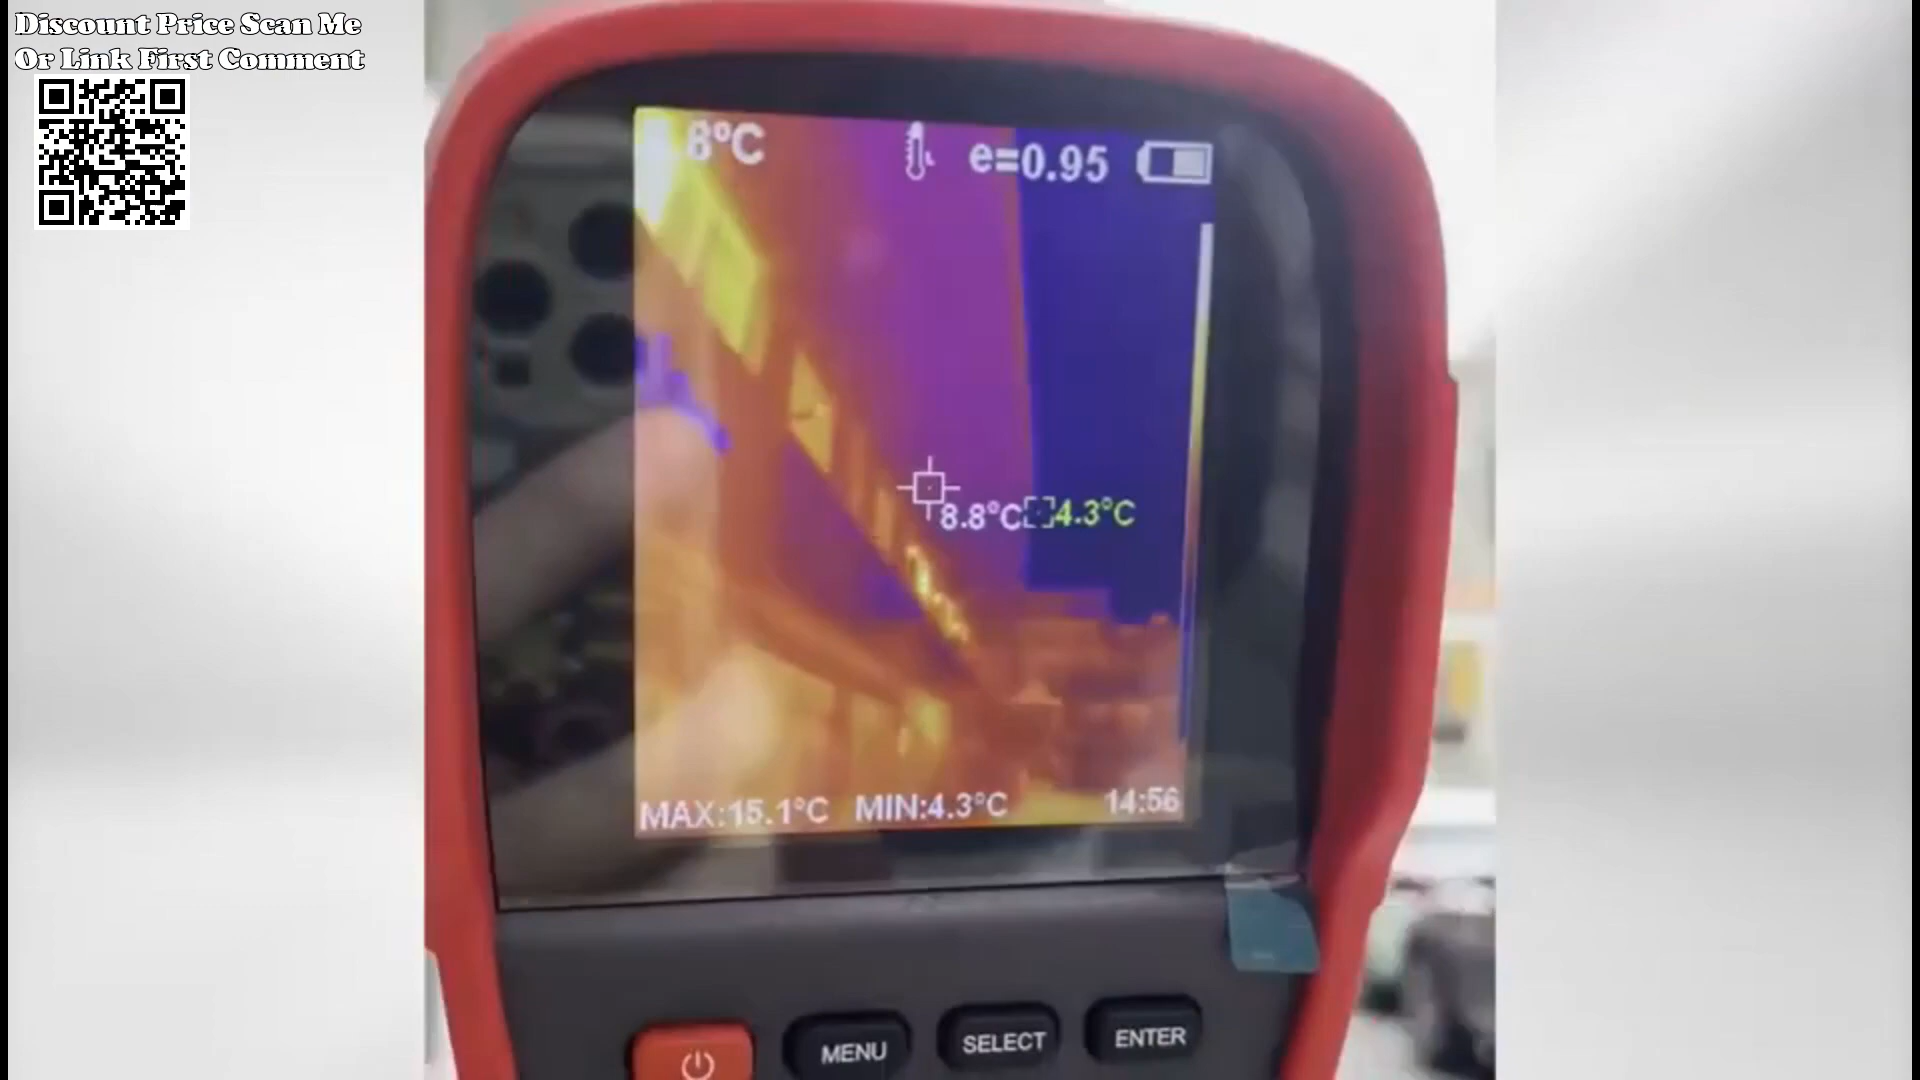 Discount Price Scan Me
Or Link First Comment
8°C
e=0.95
8.8°C
4.3°C
MAX:15.1°C MIN:4.3°C 14:56
MENU
SELECT
ENTER